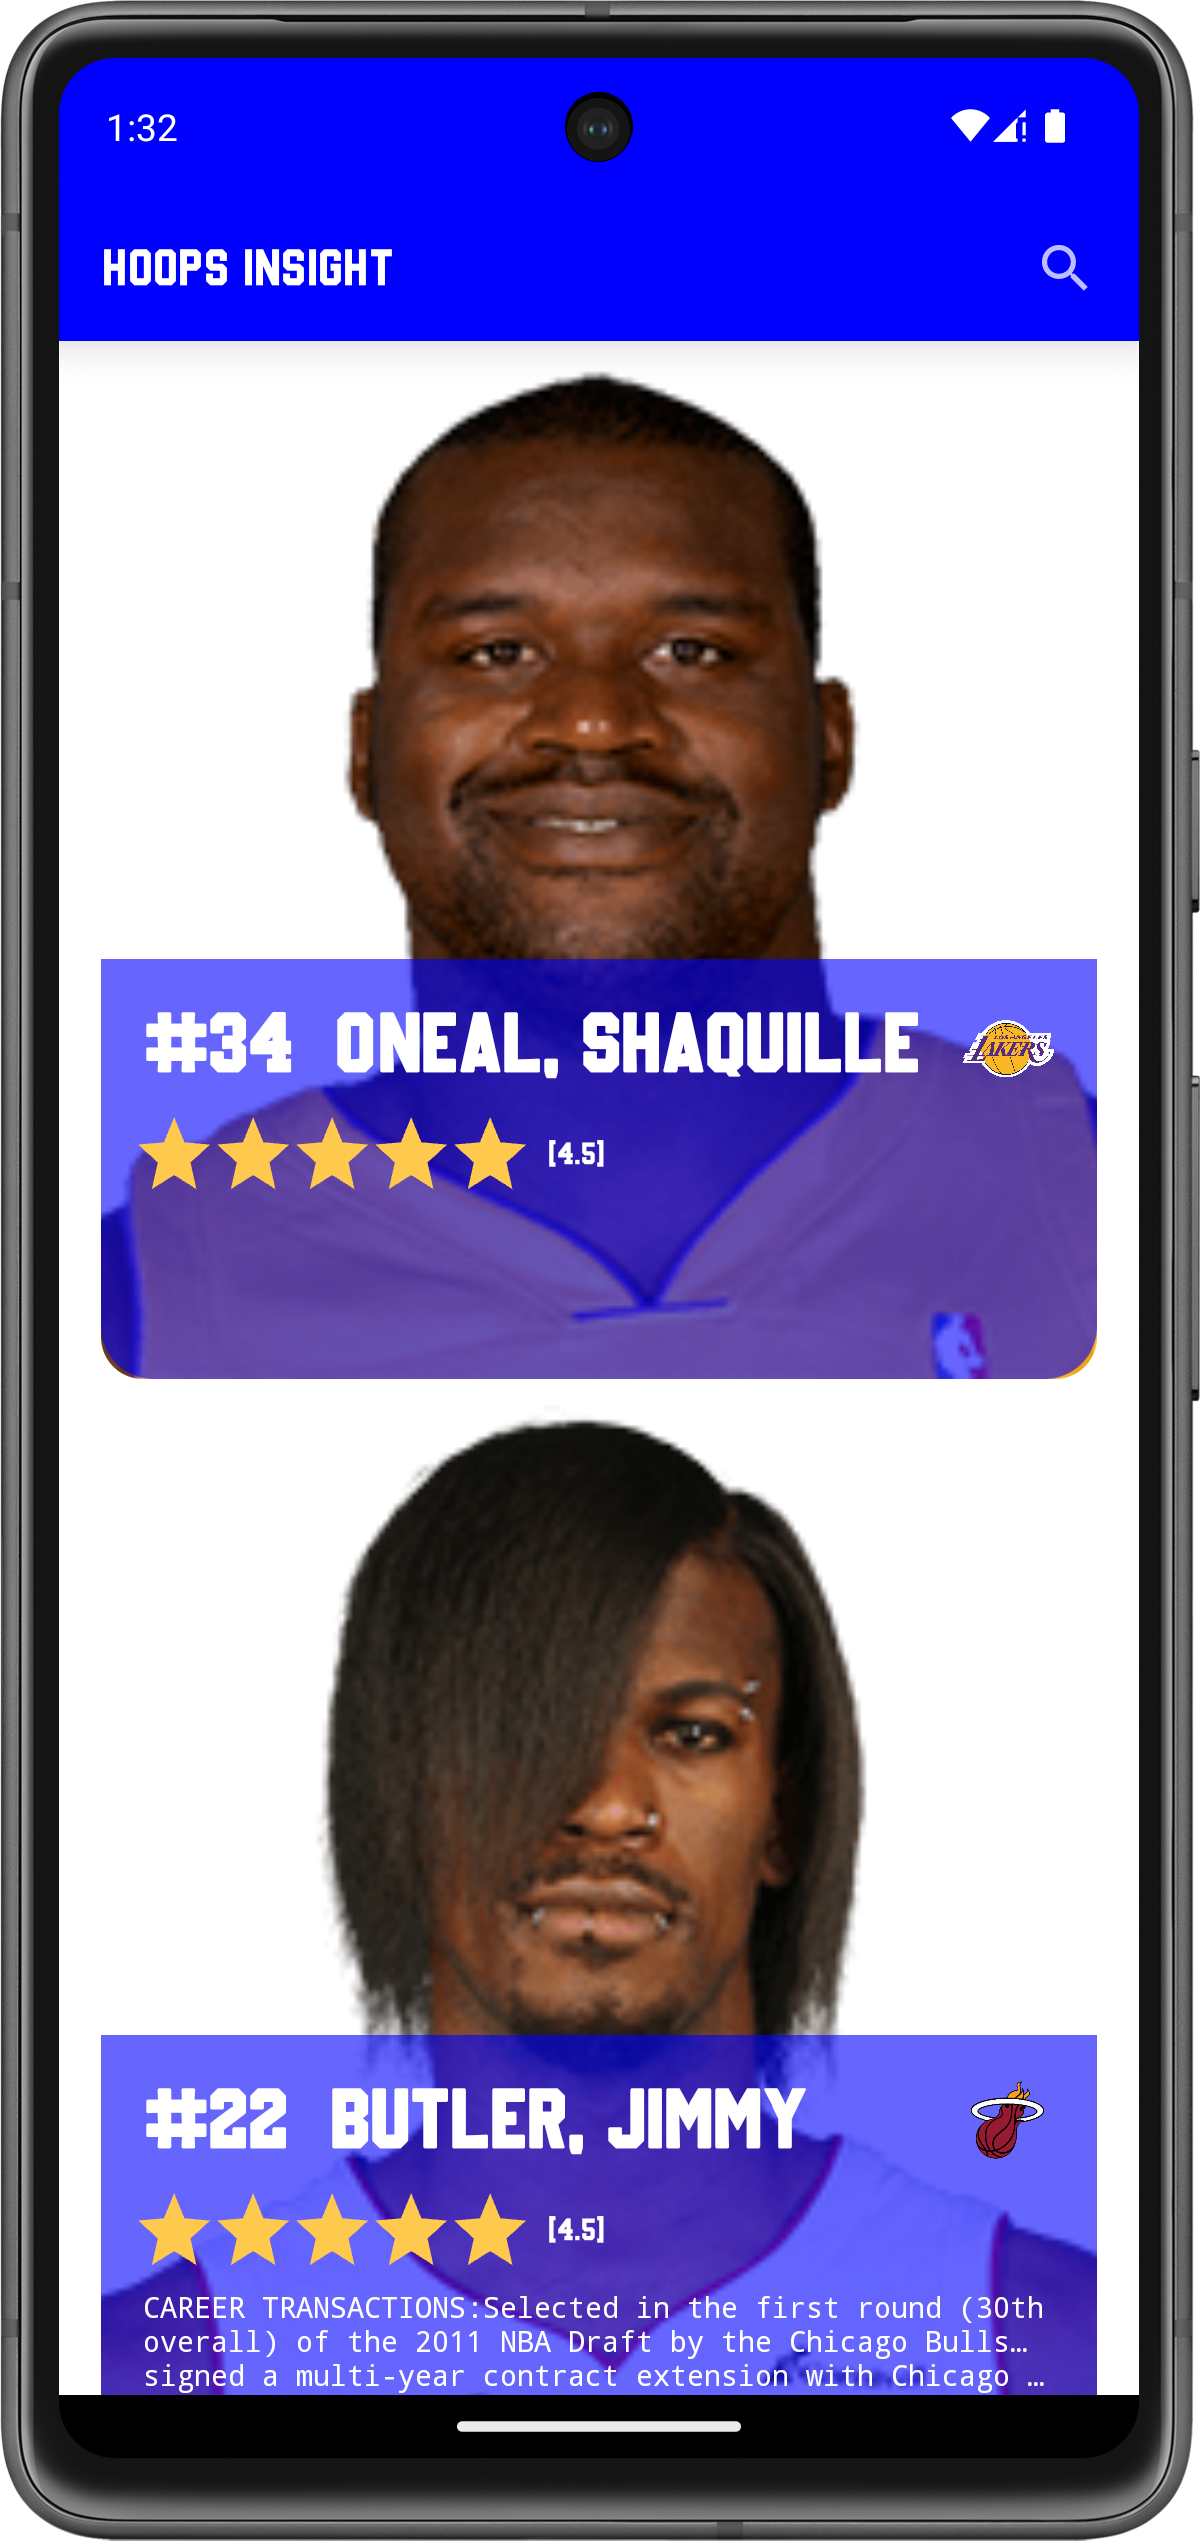 1:32
HOOPS INSIGHT
#34 ONEAL, SHAQUILLE
LAKERS
[4.5]
#22 BUTLER, JIMMY
[4.5]
CAREER TRANSACTIONS:Selected in the first round (30th
overall) of the 2011 NBA Draft by the Chicago Bulls…
signed a multi-year contract extension with Chicago …